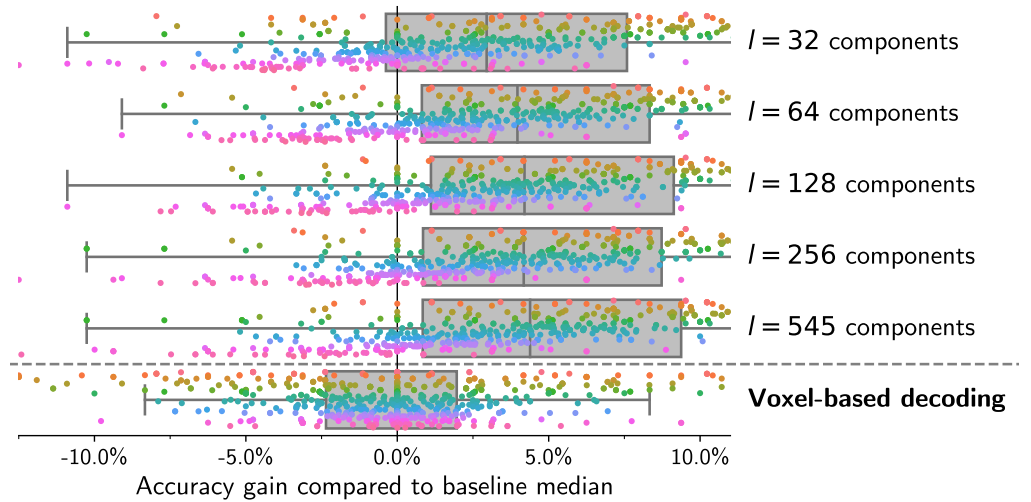 l = 32 components
l = 64 components
l = 128 components
l = 256 components
l = 545 components
Voxel-based decoding
-10.0% -5.0% 0.0% 5.0% 10.0%
Accuracy gain compared to baseline median